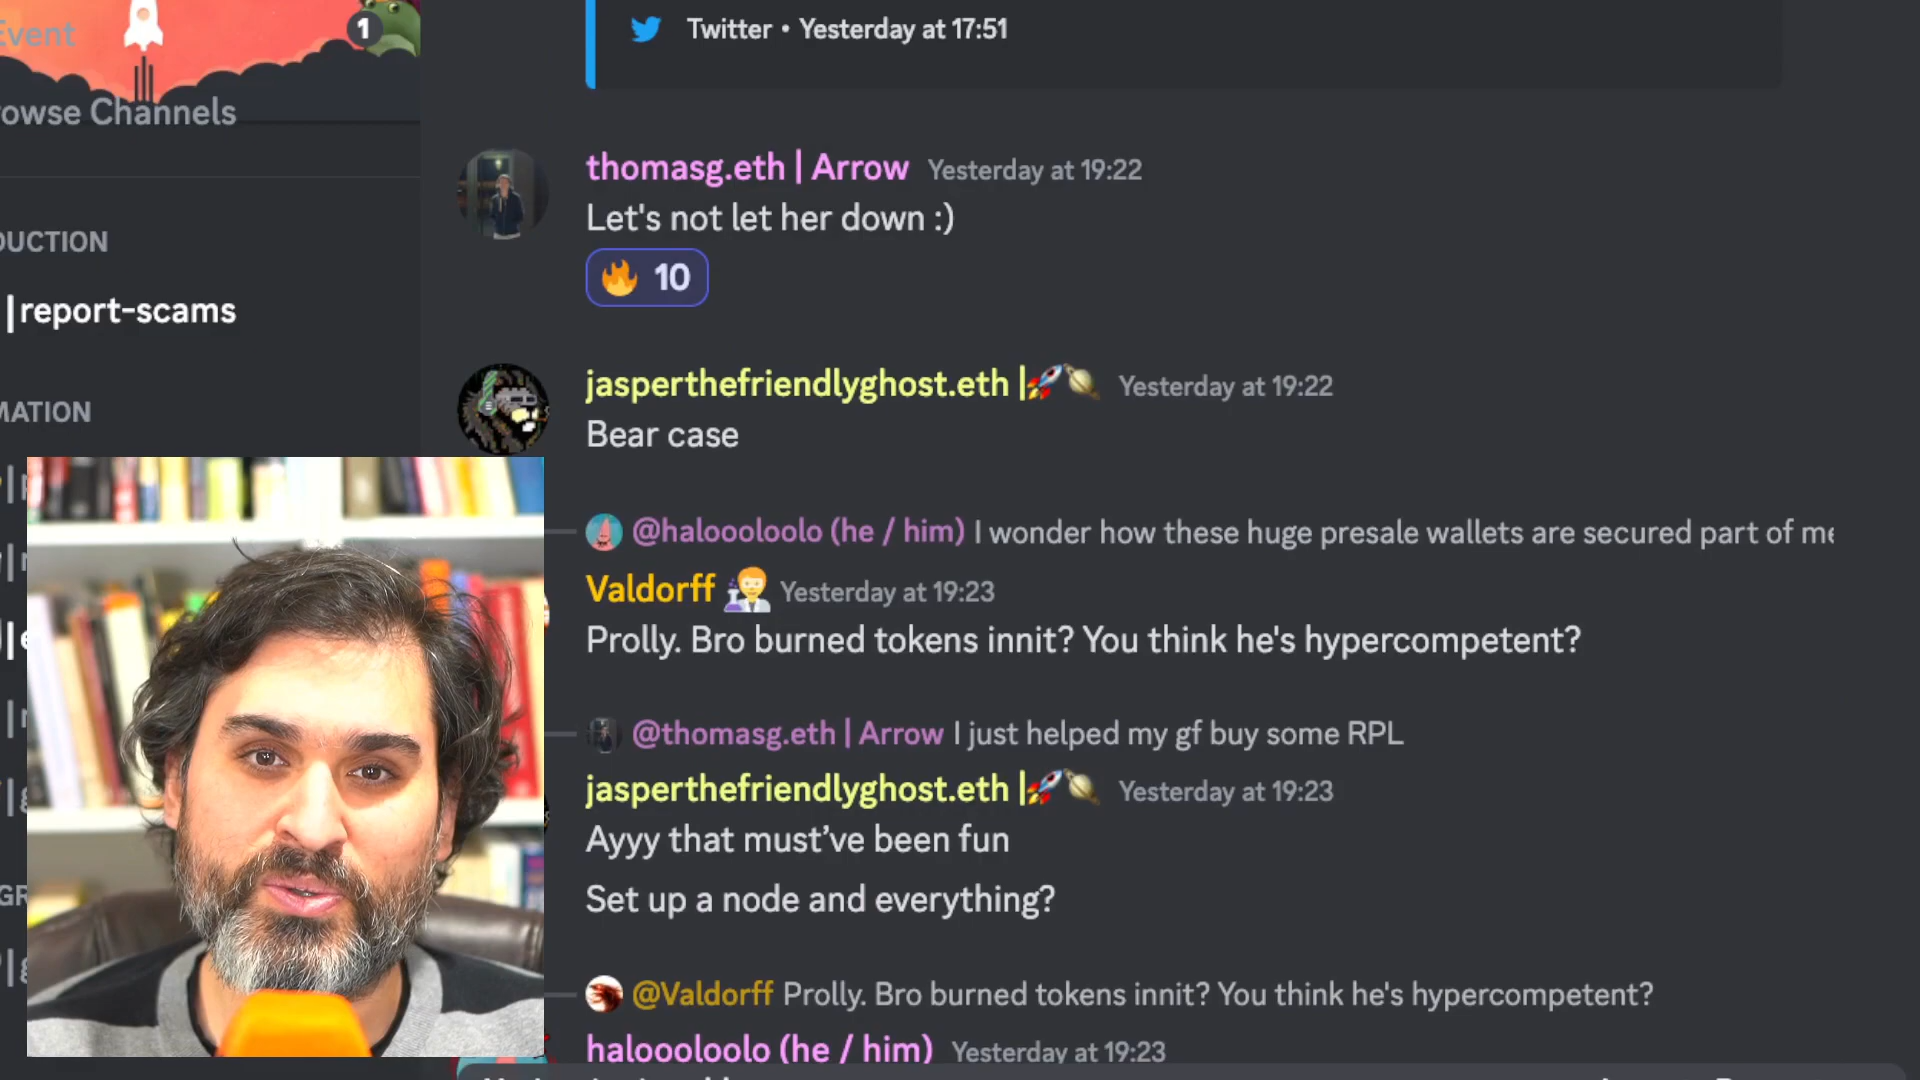 Event
1
rowse Channels
DUCTION
|report-scams
MATION
Twitter • Yesterday at 17:51
thomasg.eth | Arrow Yesterday at 19:22
Let's not let her down :)
🔥 10
jasperthefriendlyghost.eth |🚀 Yesterday at 19:22
Bear case
@haloooloolo (he / him) I wonder how these huge presale wallets are secured part of me
Valdorff Yesterday at 19:23
Prolly. Bro burned tokens innit? You think he's hypercompetent?
@thomasg.eth | Arrow I just helped my gf buy some RPL
jasperthefriendlyghost.eth |🚀 Yesterday at 19:23
Ayyy that must’ve been fun
Set up a node and everything?
@Valdorff Prolly. Bro burned tokens innit? You think he's hypercompetent?
haloooloolo (he / him) Yesterday at 19:23